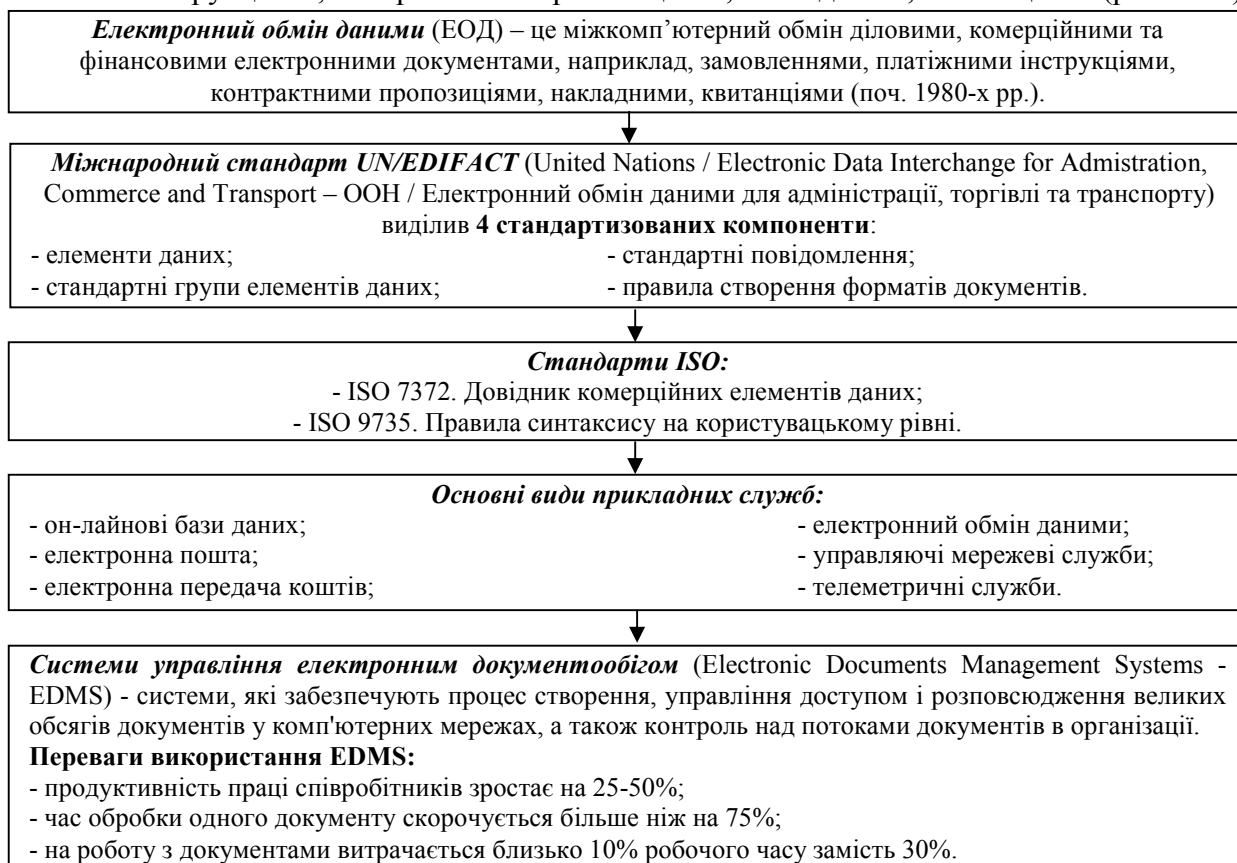 Електронний обмін даними (ЕОД) – це міжкомп’ютерний обмін діловими, комерційними та
фінансовими електронними документами, наприклад, замовленнями, платіжними інструкціями,
контрактними пропозиціями, накладними, квитанціями (поч. 1980-х рр.).
Міжнародний стандарт UN/EDIFACT (United Nations / Electronic Data Interchange for Admistration,
Commerce and Transport – ООН / Електронний обмін даними для адміністрації, торгівлі та транспорту)
виділив 4 стандартизованих компоненти:
- елементи даних;
- стандартні групи елементів даних;
- стандартні повідомлення;
- правила створення форматів документів.
Стандарти ISO:
- ISO 7372. Довідник комерційних елементів даних;
- ISO 9735. Правила синтаксису на користувацькому рівні.
Основні види прикладних служб:
- он-лайнові бази даних;
- електронна пошта;
- електронна передача коштів;
- електронний обмін даними;
- управляючі мережеві служби;
- телеметричні служби.
Системи управління електронним документообігом (Electronic Documents Management Systems -
EDMS) - системи, які забезпечують процес створення, управління доступом і розповсюдження великих
обсягів документів у комп'ютерних мережах, а також контроль над потоками документів в організації.
Переваги використання EDMS:
- продуктивність праці співробітників зростає на 25-50%;
- час обробки одного документу скорочується більше ніж на 75%;
- на роботу з документами витрачається близько 10% робочого часу замість 30%.